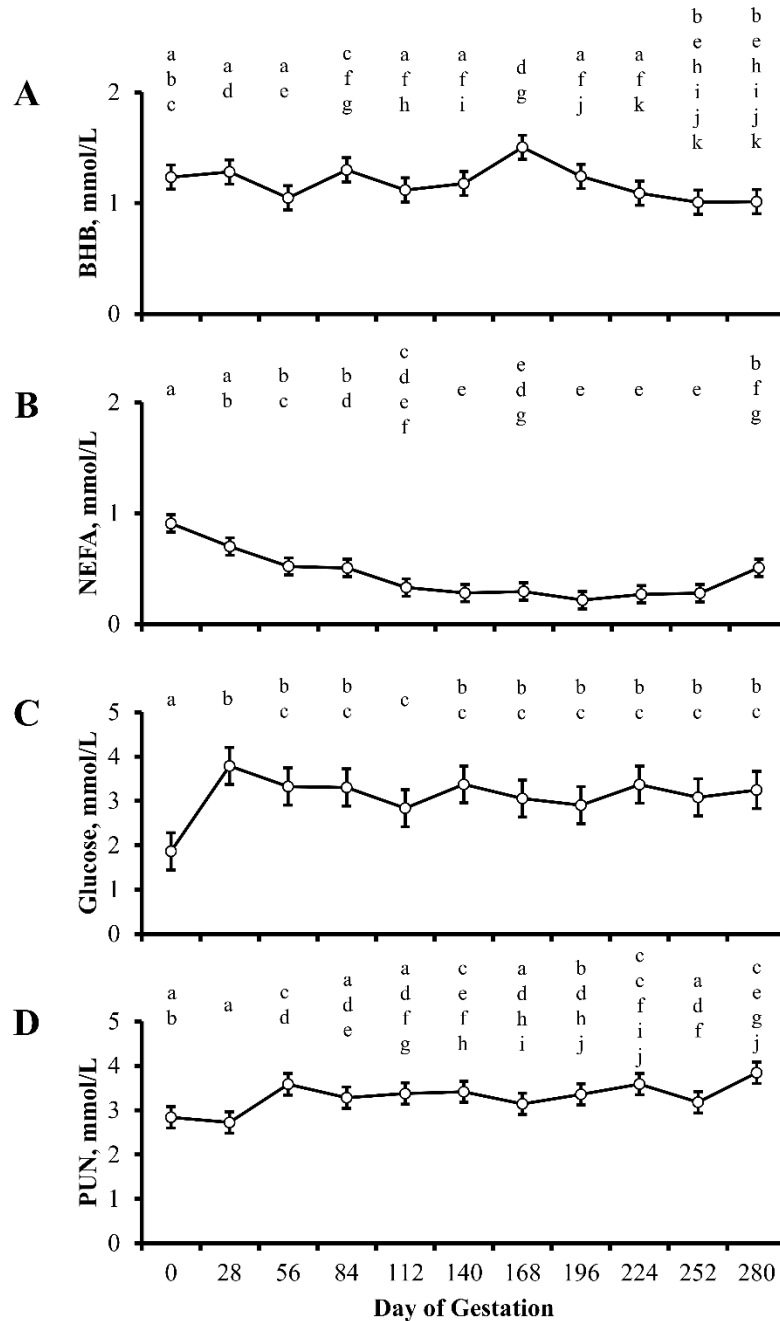 A
BHB, mmol/L
a b c
a d
a e
c f g
a f h
a f i
d g
a f j
a f k
b e h i j k
b e h i j k
2
1
0
B
NEFA, mmol/L
a
a b
b c
b d
c d e f
e
e d g
e
e
e
b f g
2
1
0
C
Glucose, mmol/L
a
b
b c
b c
c
b c
b c
b c
b c
b c
b c
5
4
3
2
1
0
D
PUN, mmol/L
a b
a
c d
a d e
a d f g
c e f h
a d h i
b d h j
c c f i j
a d f
c e g j
5
4
3
2
1
0
0 28 56 84 112 140 168 196 224 252 280
Day of Gestation